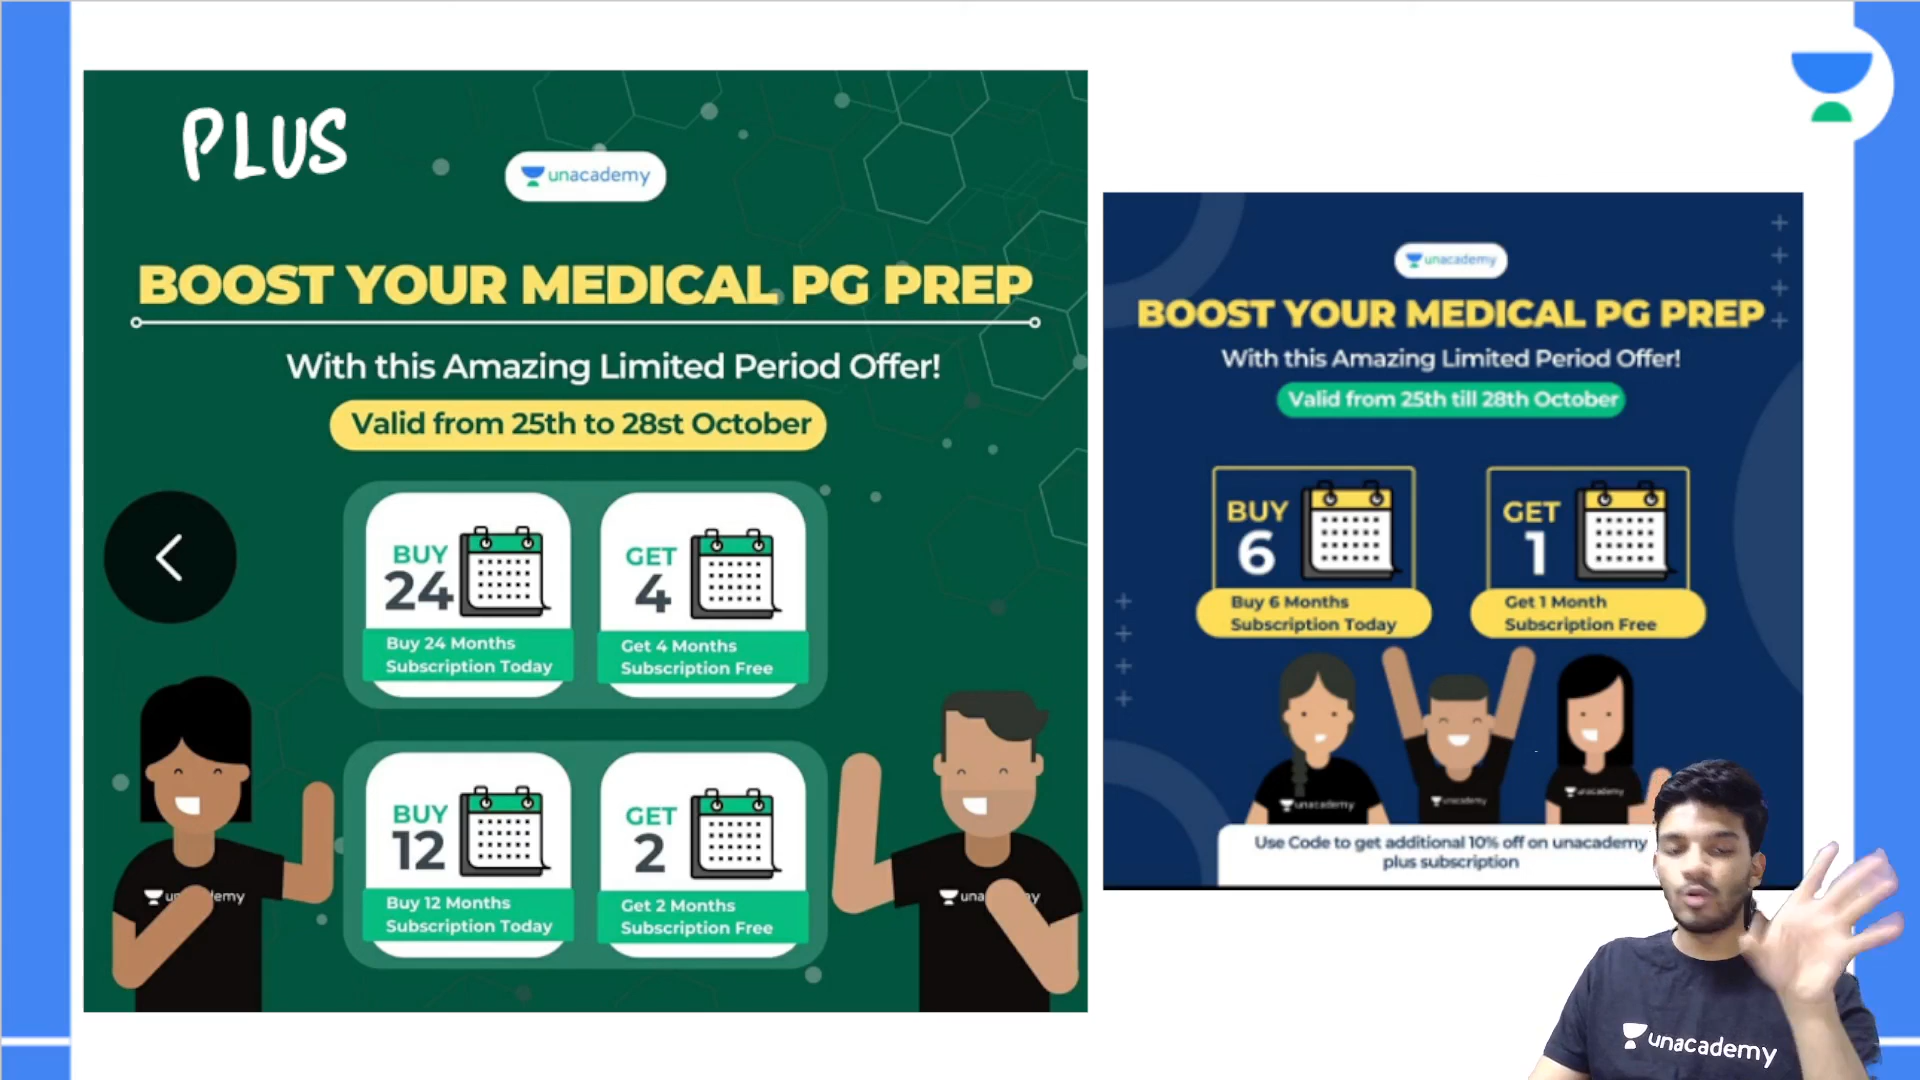 PLUS
unacademy
BOOST YOUR MEDICAL PG PREP
With this Amazing Limited Period Offer!
Valid from 25th to 28st October
BUY
24
Buy 24 Months
Subscription Today
GET
4
Get 4 Months
Subscription Free
BUY
12
Buy 12 Months
Subscription Today
GET
2
Get 2 Months
Subscription Free
unacademy
BOOST YOUR MEDICAL PG PREP
With this Amazing Limited Period Offer!
Valid from 25th till 28th October
BUY
6
Buy 6 Months
Subscription Today
GET
1
Get 1 Month
Subscription Free
unacademy
unacademy
unacademy
Use Code to get additional 10% off on unacademy
plus subscription
unacademy